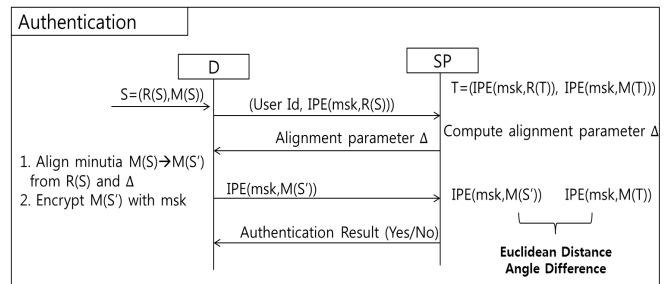 Authentication
D
SP
S=(R(S),M(S))
T=(IPE(msk,R(T)), IPE(msk,M(T)))
(User Id, IPE(msk,R(S)))
Alignment parameter Δ
Compute alignment parameter Δ
1. Align minutia M(S)→M(S')
from R(S) and Δ
2. Encrypt M(S') with msk
IPE(msk,M(S'))
IPE(msk,M(S'))
IPE(msk,M(T))
Authentication Result (Yes/No)
Euclidean Distance
Angle Difference